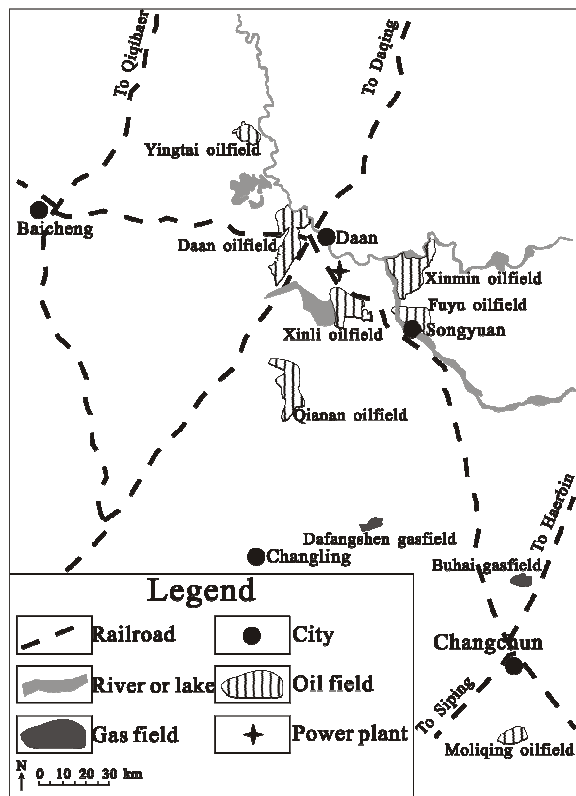 To Qiqihaer
To Daqing
Yingtai oilfield
Baicheng
Daan oilfield
Daan
Xinmin oilfield
Fuyu oilfield
Xinli oilfield
Songyuan
Qianan oilfield
Dafangshen gasfield
Changling
To Haerbin
Buhai gasfield
Changchun
To Siping
Moliqing oilfield
Legend
Railroad
City
River or lake
Oil field
Gas field
Power plant
N
0 10 20 30 km